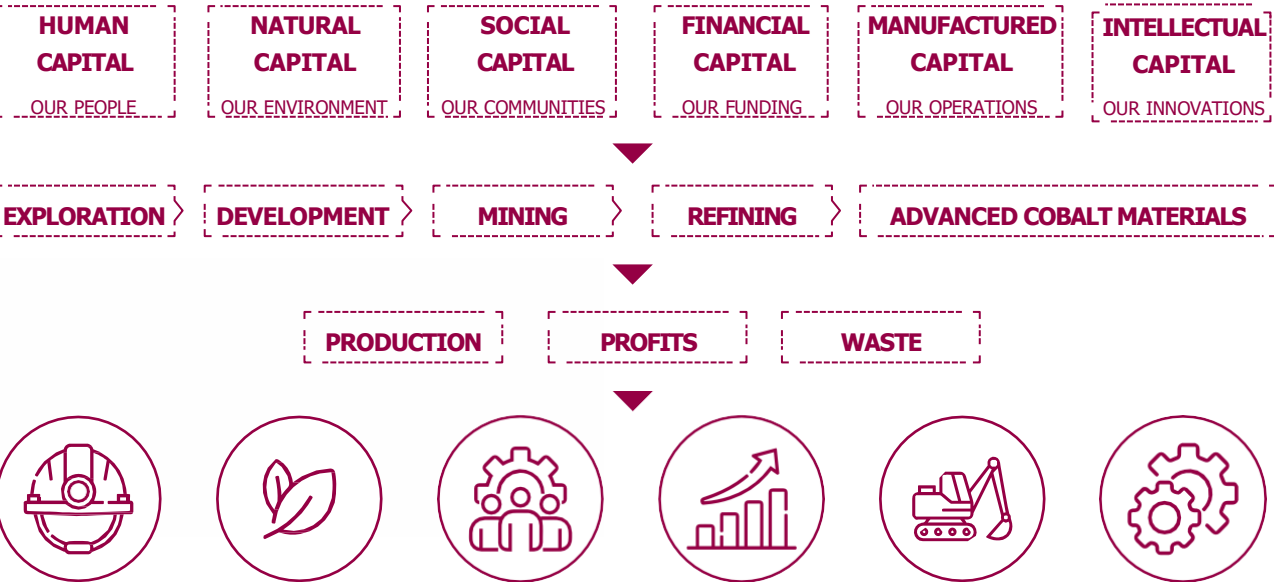 HUMAN
CAPITAL
OUR PEOPLE
NATURAL
CAPITAL
OUR ENVIRONMENT
SOCIAL
CAPITAL
OUR COMMUNITIES
FINANCIAL
CAPITAL
OUR FUNDING
MANUFACTURED
CAPITAL
OUR OPERATIONS
INTELLECTUAL
CAPITAL
OUR INNOVATIONS
EXPLORATION
DEVELOPMENT
MINING
REFINING
ADVANCED COBALT MATERIALS
PRODUCTION
PROFITS
WASTE